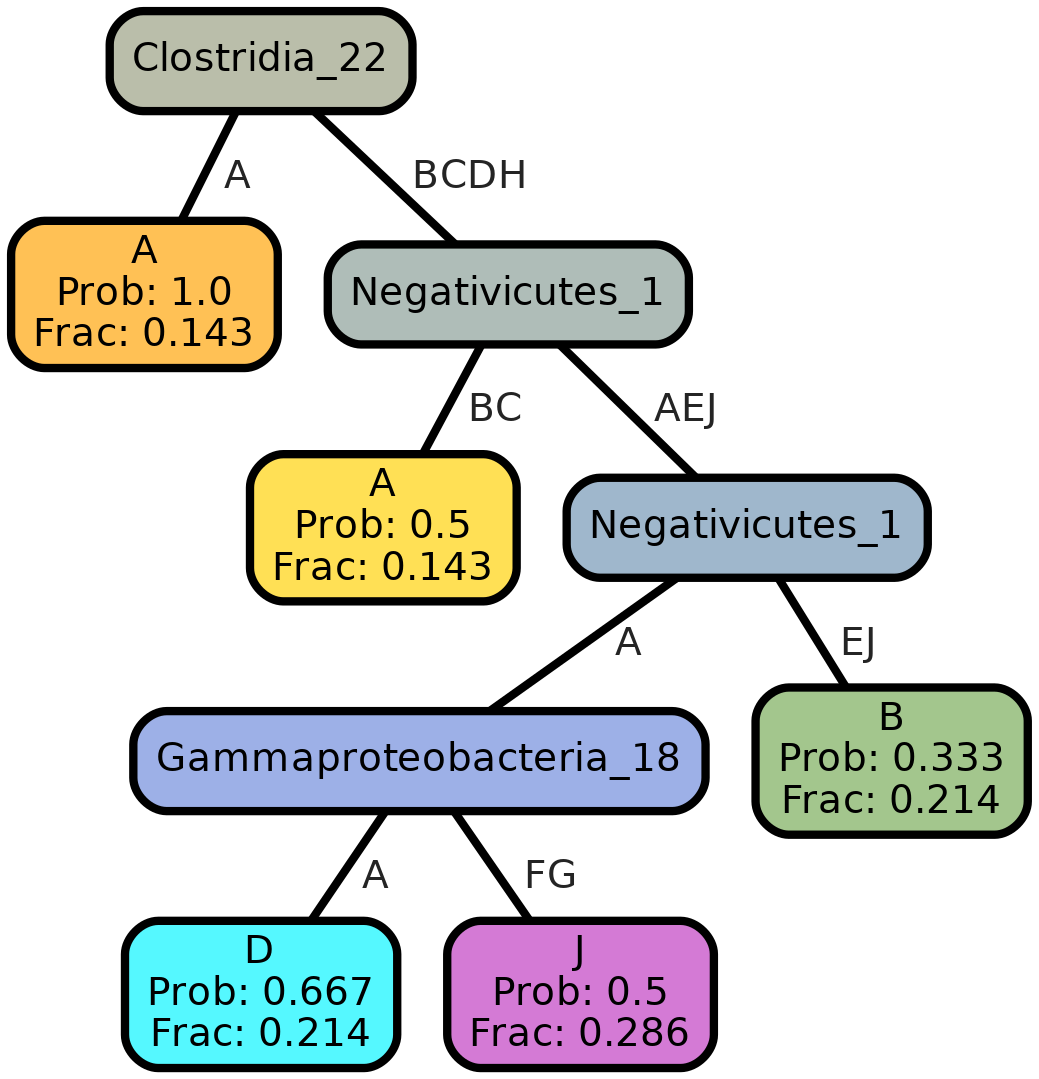 Clostridia_22
A
BCDH
A
Prob: 1.0
Frac: 0.143
Negativicutes_1
BC
AEJ
A
Prob: 0.5
Frac: 0.143
Negativicutes_1
A
EJ
Gammaproteobacteria_18
B
Prob: 0.333
Frac: 0.214
A
FG
D
Prob: 0.667
Frac: 0.214
J
Prob: 0.5
Frac: 0.286